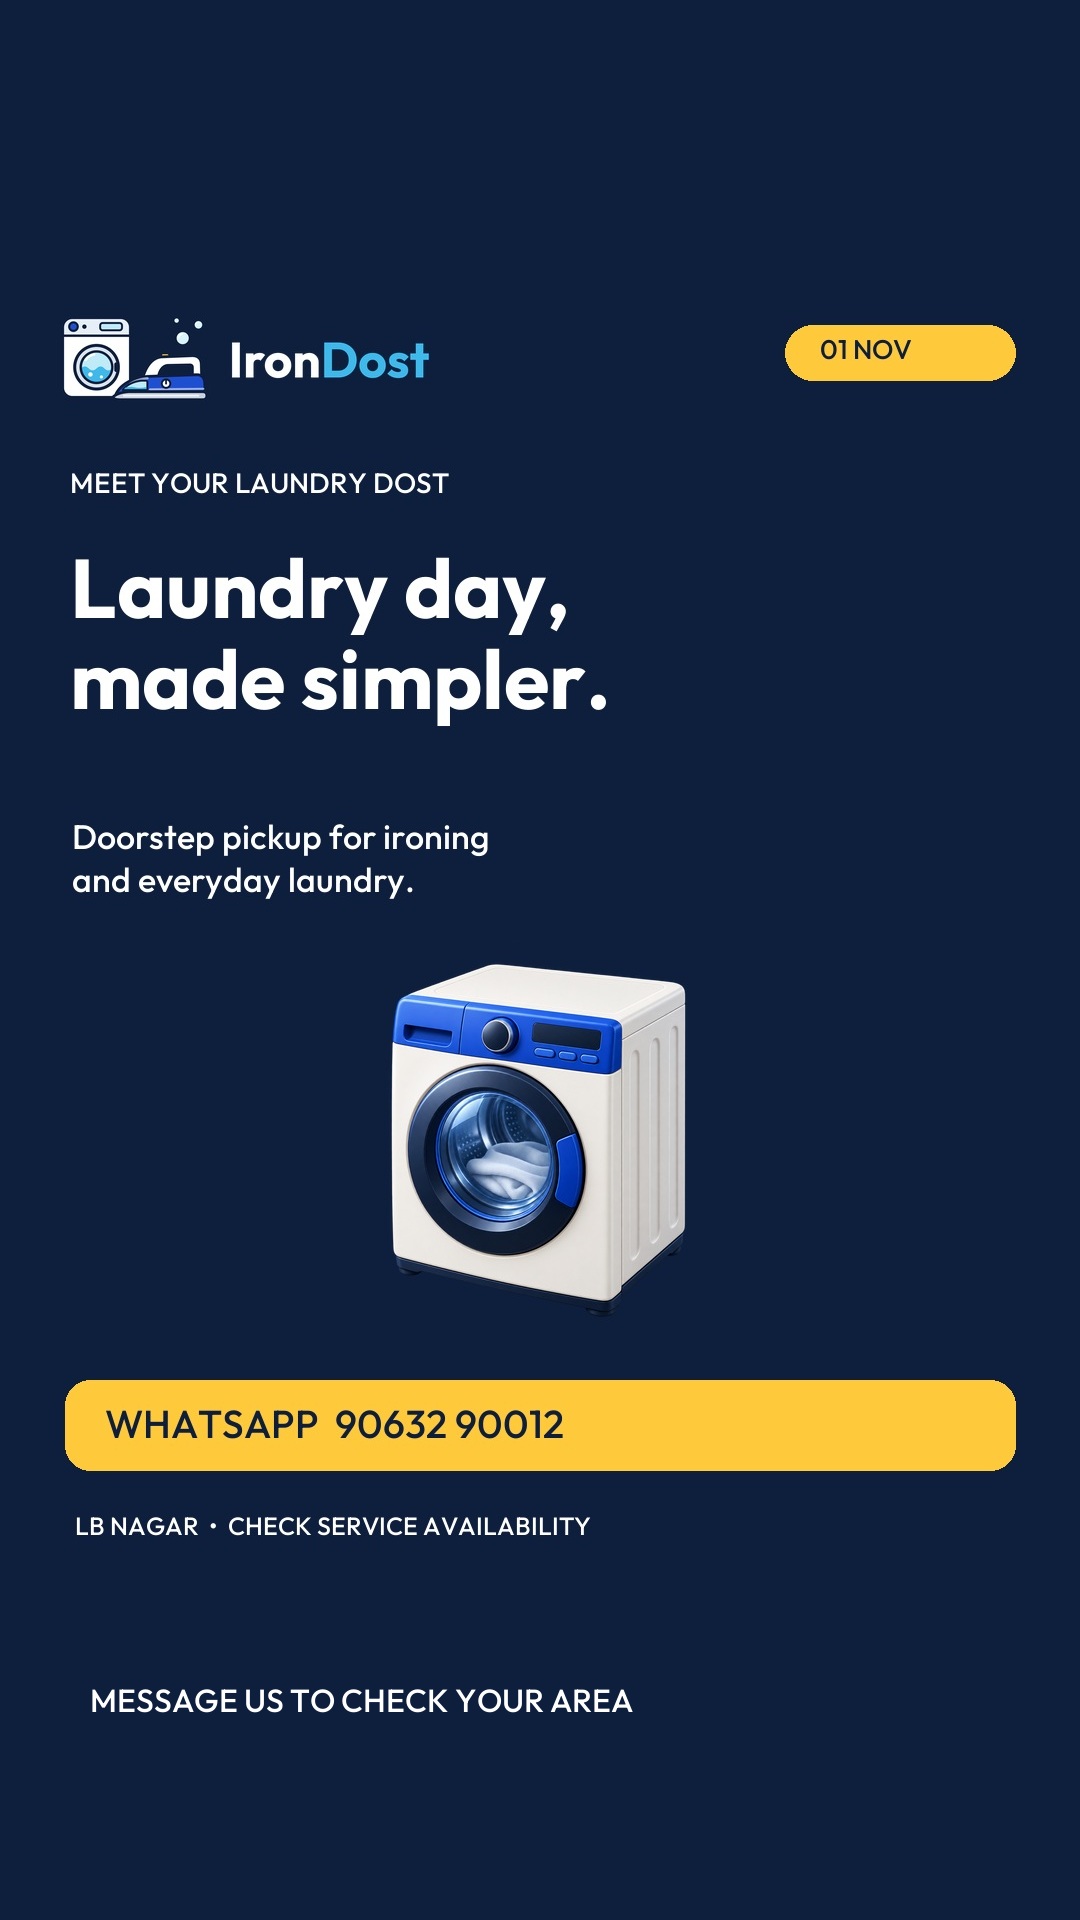 IronDost
01 NOV
MEET YOUR LAUNDRY DOST
Laundry day,
made simpler.
Doorstep pickup for ironing
and everyday laundry.
WHATSAPP 90632 90012
LB NAGAR • CHECK SERVICE AVAILABILITY
MESSAGE US TO CHECK YOUR AREA